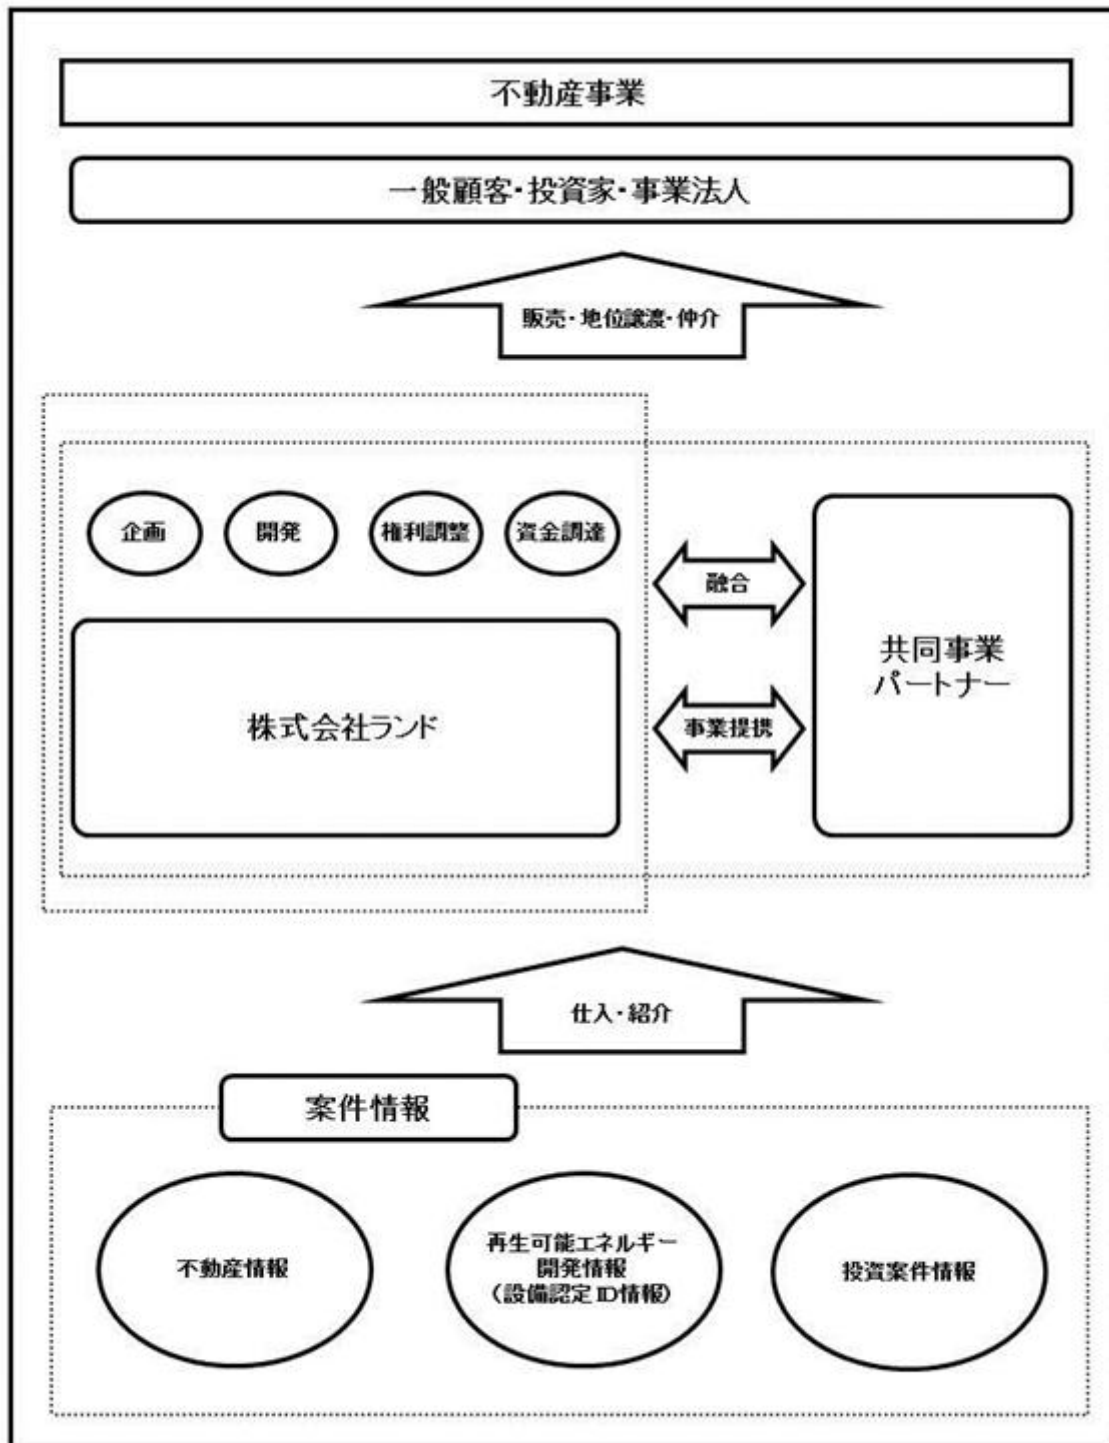 不動産事業
一般顧客・投資家・事業法人
販売・地位譲渡・仲介
企画
開発
権利調整
資金調達
融合
共同事業
パートナー
株式会社ランド
事業提携
仕入・紹介
案件情報
不動産情報
再生可能エネルギー
開発情報
（設備認定ID情報）
投資案件情報